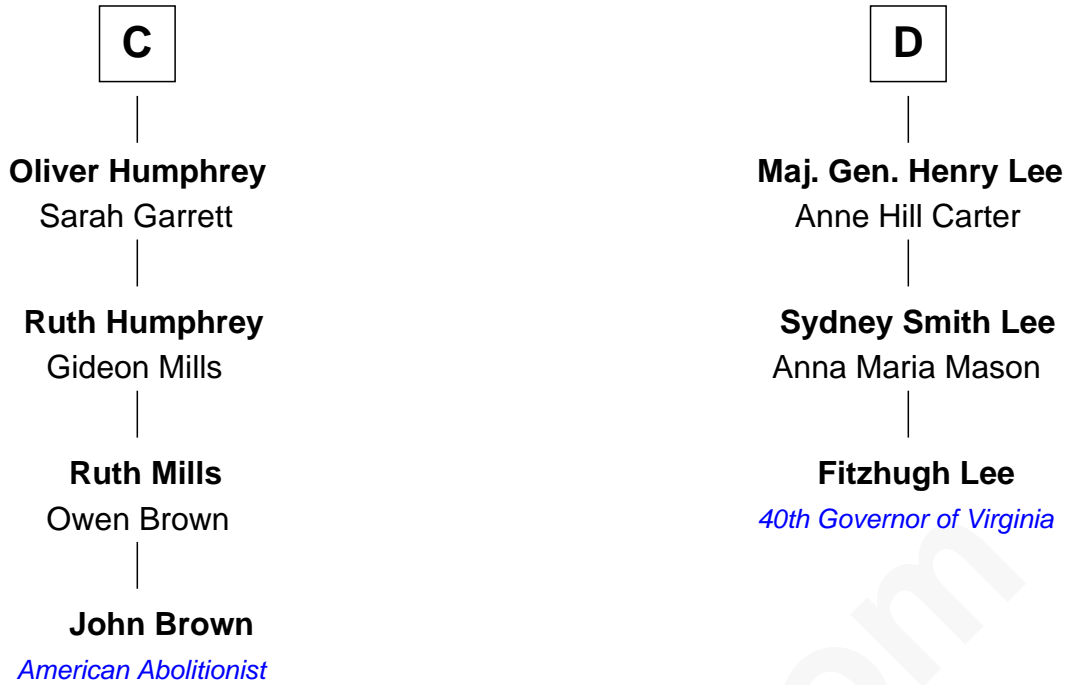 C
Oliver Humphrey
Sarah Garrett
Ruth Humphrey
Gideon Mills
Ruth Mills
Owen Brown
John Brown
American Abolitionist
D
Maj. Gen. Henry Lee
Anne Hill Carter
Sydney Smith Lee
Anna Maria Mason
Fitzhugh Lee
40th Governor of Virginia